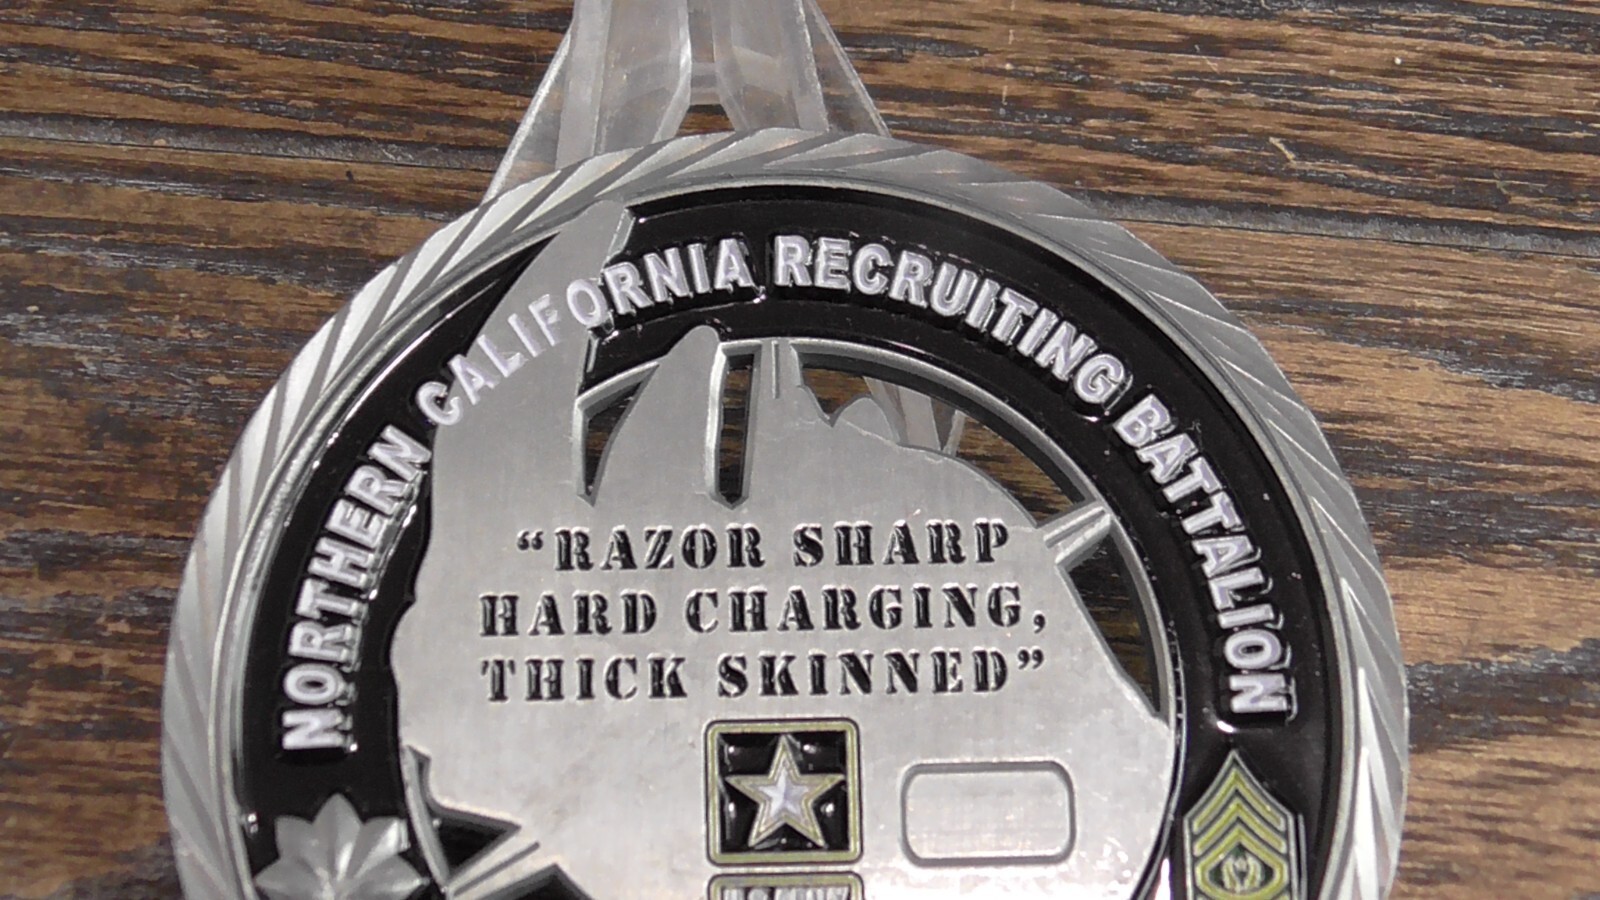 NORTHERN CALIFORNIA RECRUITING BATTALION
“RAZOR SHARP
HARD CHARGING,
THICK SKINNED”